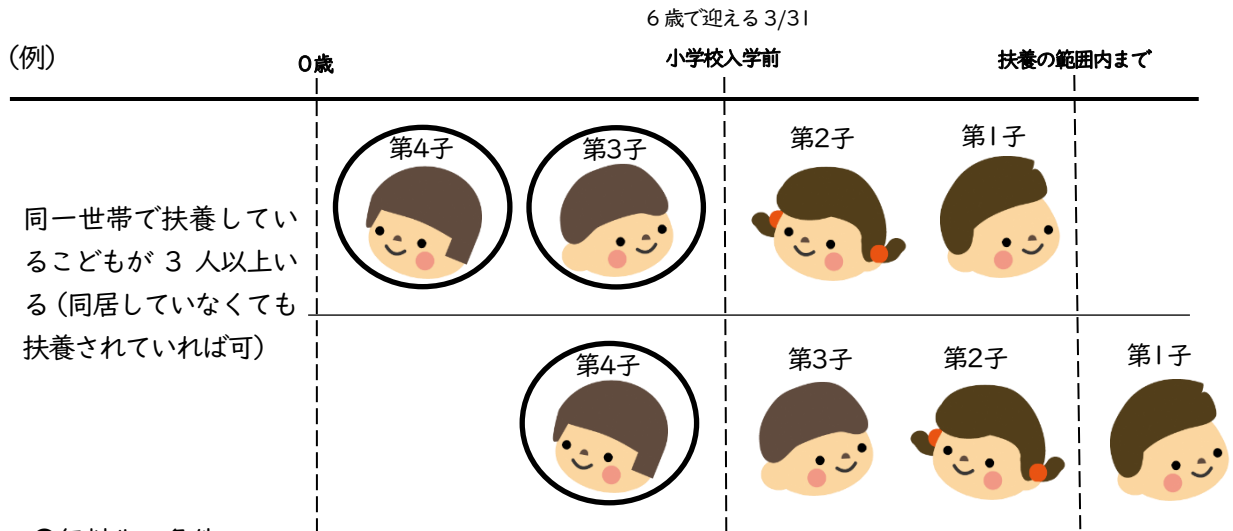 6歳で迎える3/31
(例)
0歳
小学校入学前
扶養の範囲内まで
第4子
第3子
第2子
第1子
同一世帯で扶養してい
るこどもが 3 人以上い
る(同居していなくても
扶養されていれば可)
第4子
第3子
第2子
第1子